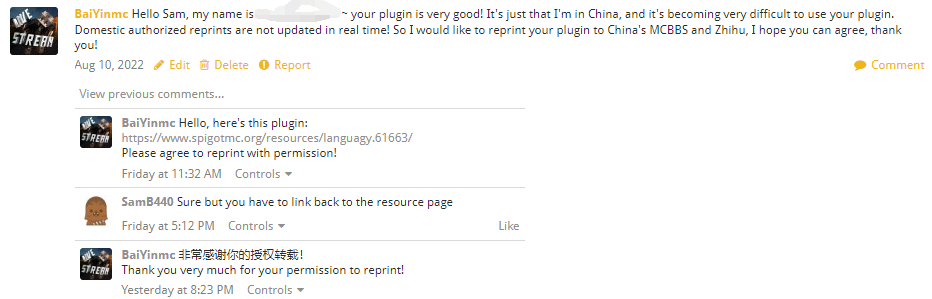 BaiYinmc Hello Sam, my name is ~ your plugin is very good! It's just that I'm in China, and it's becoming very difficult to use your plugin.
Domestic authorized reprints are not updated in real time! So I would like to reprint your plugin to China's MCBBS and Zhihu, I hope you can agree, thank
you!
Aug 10, 2022 Edit Delete Report Comment
View previous comments...
BaiYinmc Hello, here's this plugin:
https://www.spigotmc.org/resources/languagy.61663/
Please agree to reprint with permission!
Friday at 11:32 AM Controls
SamB440 Sure but you have to link back to the resource page
Friday at 5:12 PM Controls Like
BaiYinmc 非常感谢你的授权转载!
Thank you very much for your permission to reprint!
Yesterday at 8:23 PM Controls